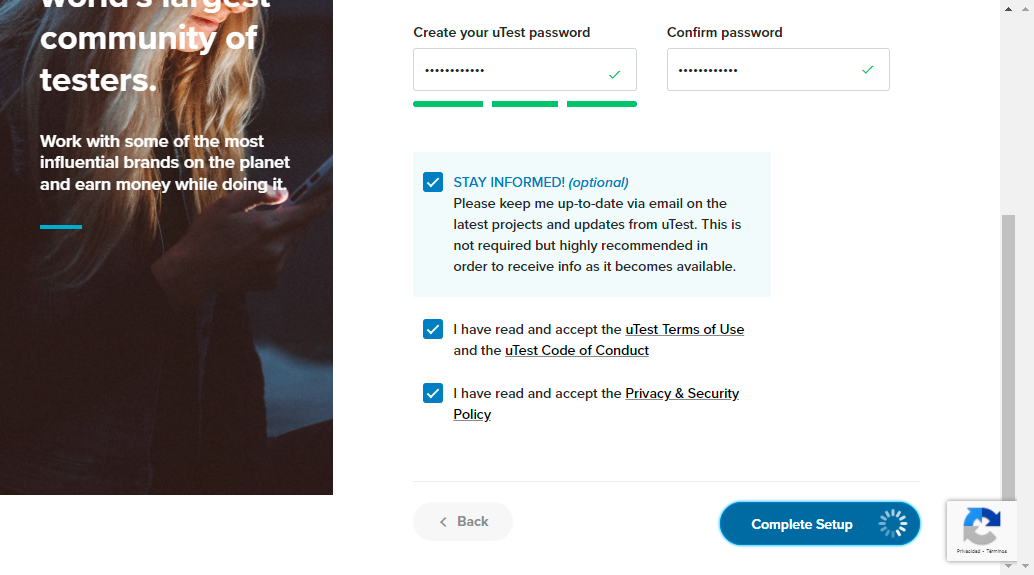 world's largest
community of
testers.
Work with some of the most
influential brands on the planet
and earn money while doing it.
Create your uTest password
Confirm password
••••••••••••
••••••••••••
STAY INFORMED! (optional)
Please keep me up-to-date via email on the
latest projects and updates from uTest. This is
not required but highly recommended in
order to receive info as it becomes available.
I have read and accept the uTest Terms of Use
and the uTest Code of Conduct
I have read and accept the Privacy & Security
Policy
Back
Complete Setup
Privacidad - Términos